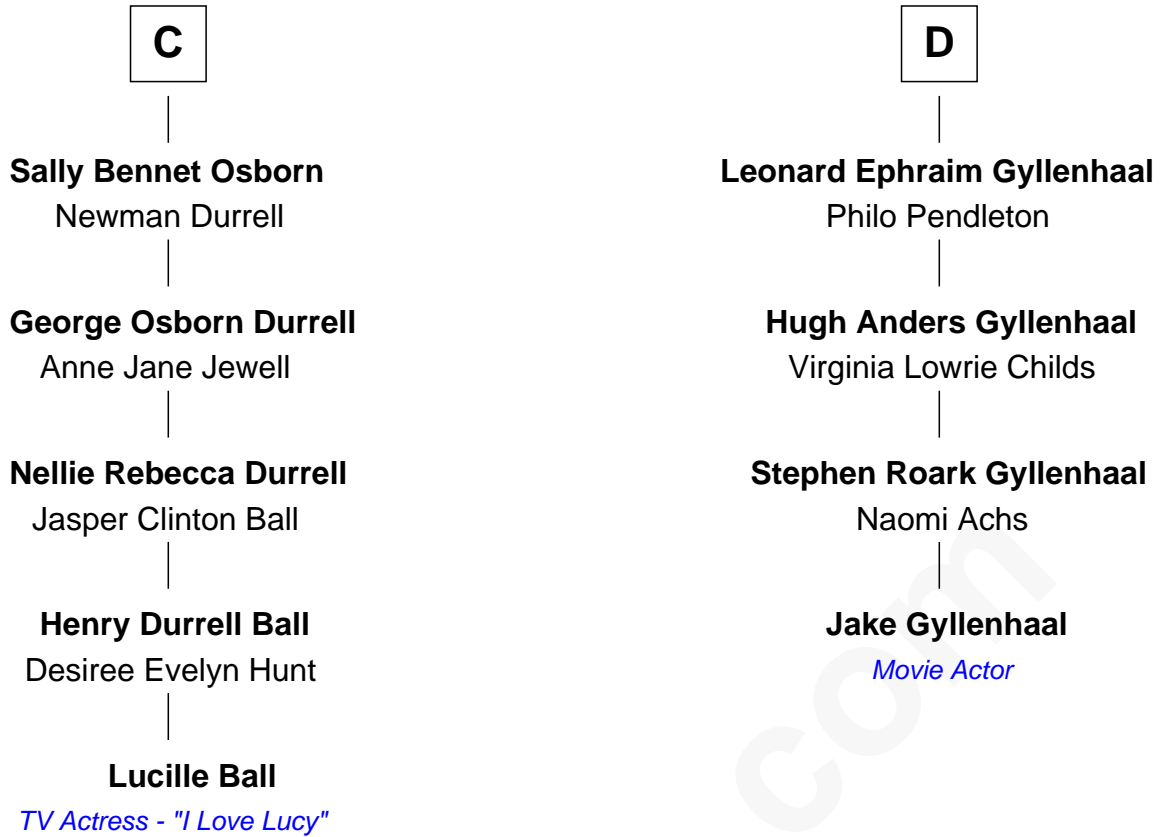 C
Sally Bennet Osborn
Newman Durrell
George Osborn Durrell
Anne Jane Jewell
Nellie Rebecca Durrell
Jasper Clinton Ball
Henry Durrell Ball
Desiree Evelyn Hunt
Lucille Ball
TV Actress - "I Love Lucy"
D
Leonard Ephraim Gyllenhaal
Philo Pendleton
Hugh Anders Gyllenhaal
Virginia Lowrie Childs
Stephen Roark Gyllenhaal
Naomi Achs
Jake Gyllenhaal
Movie Actor
com